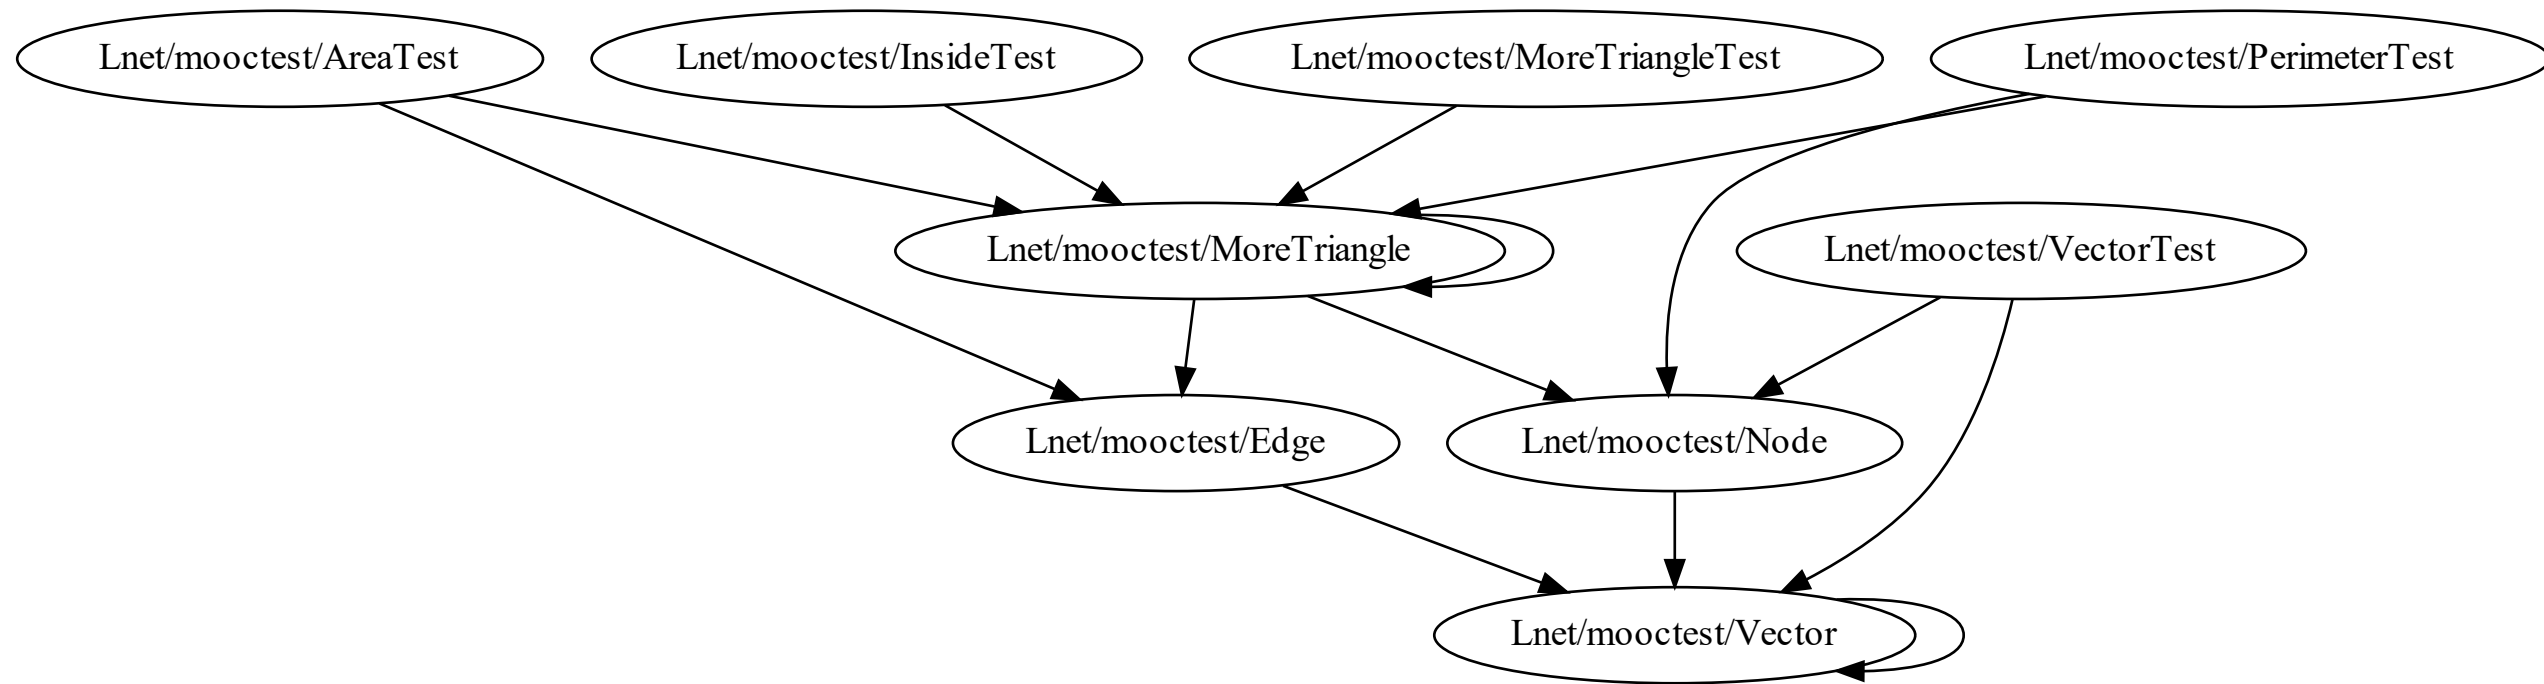 Lnet/mooctest/AreaTest
Lnet/mooctest/InsideTest
Lnet/mooctest/MoreTriangleTest
Lnet/mooctest/PerimeterTest
Lnet/mooctest/MoreTriangle
Lnet/mooctest/VectorTest
Lnet/mooctest/Edge
Lnet/mooctest/Node
Lnet/mooctest/Vector